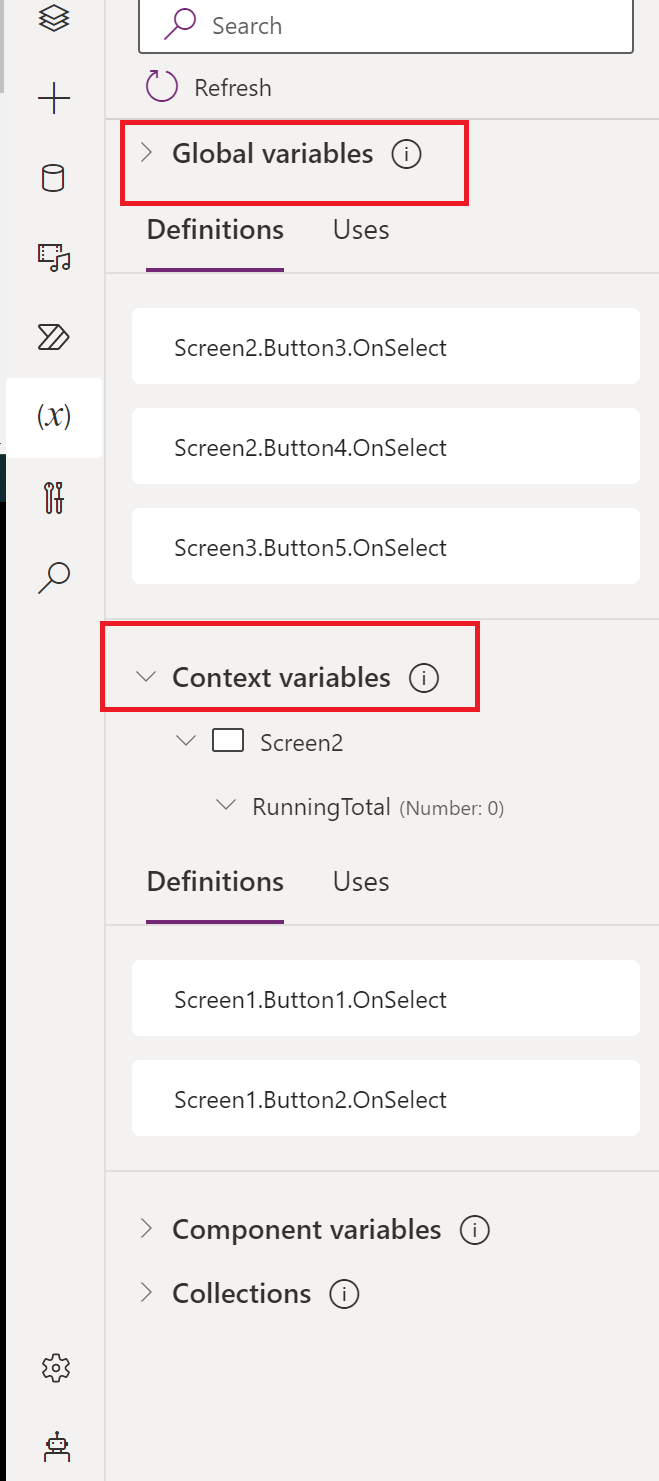 Search
Refresh
Global variables
Definitions Uses
Screen2.Button3.OnSelect
Screen2.Button4.OnSelect
(x)
Screen3.Button5.OnSelect
Context variables
Screen2
RunningTotal (Number: 0)
Definitions Uses
Screen1.Button1.OnSelect
Screen1.Button2.OnSelect
Component variables
Collections